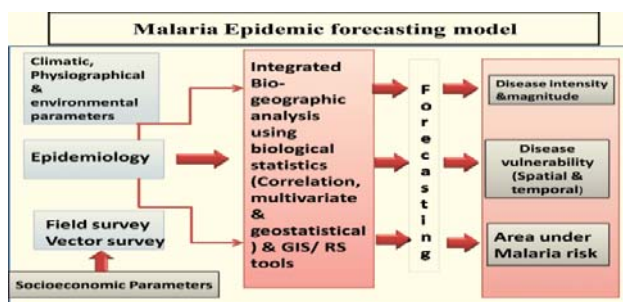 Malaria Epidemic forecasting model
Climatic,
Physiographical
&
environmental
parameters
Epidemiology
Field survey
Vector survey
Socioeconomic Parameters
Integrated
Bio-
geographic
analysis
using
biological
statistics
(Correlation,
multivariate
&
geostatistical
) & GIS/ RS
tools
Forecasting
Disease intensity
&magnitude
Disease
vulnerability
(Spatial &
temporal)
Area under
Malaria risk